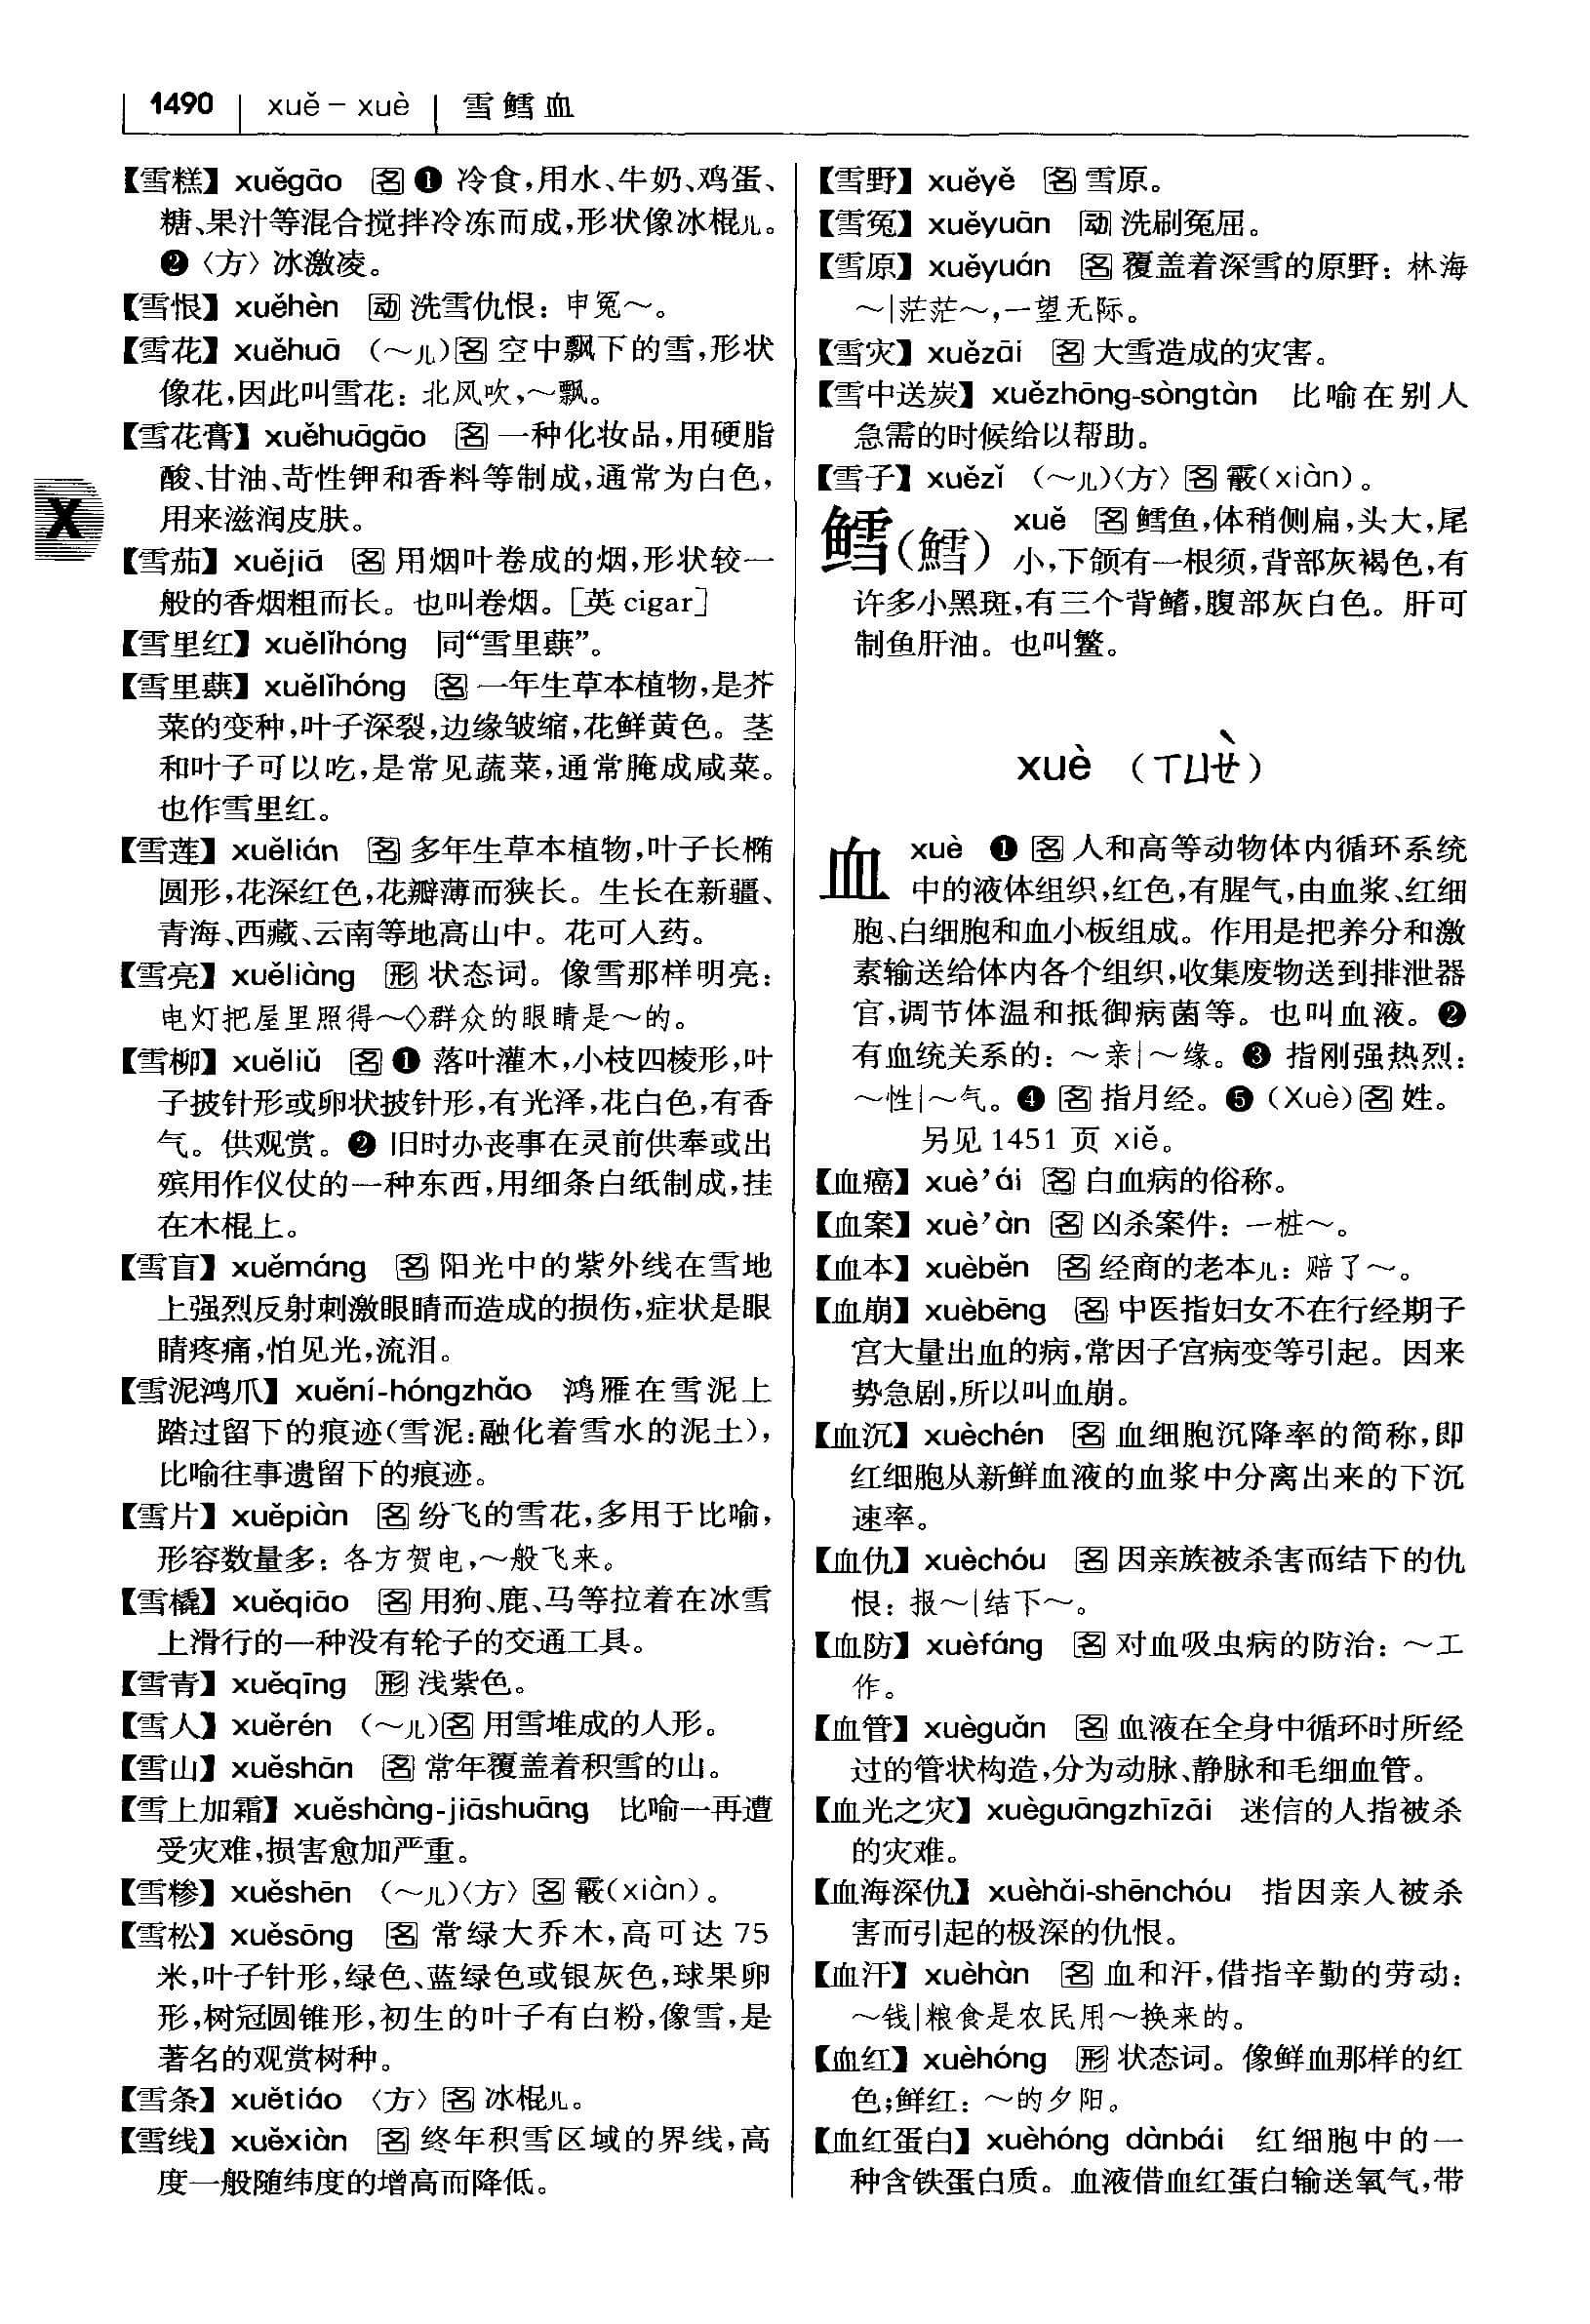 1490 xuě－xuè 雪鳕血
【雪糕】xuěgāo 名❶ 冷食，用水、牛奶、鸡蛋、
糖、果汁等混合搅拌冷冻而成，形状像冰棍儿。
❷〈方〉冰激凌。
【雪恨】xuěhèn 动 洗雪仇恨：申冤～。
【雪花】xuěhuā （～儿）名 空中飘下的雪，形状
像花，因此叫雪花：北风吹，～飘。
【雪花膏】xuěhuāgāo 名 一种化妆品，用硬脂
酸、甘油、苛性钾和香料等制成，通常为白色，
用来滋润皮肤。
X
【雪茄】xuějiā 名 用烟叶卷成的烟，形状较一
般的香烟粗而长。也叫卷烟。［英 cigar］
【雪里红】xuělǐhóng 同“雪里蕻”。
【雪里蕻】xuělǐhóng 名 一年生草本植物，是芥
菜的变种，叶子深裂，边缘皱缩，花鲜黄色。茎
和叶子可以吃，是常见蔬菜，通常腌成咸菜。
也作雪里红。
【雪莲】xuělián 名 多年生草本植物，叶子长椭
圆形，花深红色，花瓣薄而狭长。生长在新疆、
青海、西藏、云南等地高山中。花可入药。
【雪亮】xuěliàng 形 状态词。像雪那样明亮：
电灯把屋里照得～◇群众的眼睛是～的。
【雪柳】xuěliǔ 名❶ 落叶灌木，小枝四棱形，叶
子披针形或卵状披针形，有光泽，花白色，有香
气。供观赏。❷ 旧时办丧事在灵前供奉或出
殡用作仪仗的一种东西，用细条白纸制成，挂
在木棍上。
【雪盲】xuěmáng 名 阳光中的紫外线在雪地
上强烈反射刺激眼睛而造成的损伤，症状是眼
睛疼痛，怕见光，流泪。
【雪泥鸿爪】xuění-hóngzhǎo 鸿雁在雪泥上
踏过留下的痕迹（雪泥：融化着雪水的泥土），
比喻往事遗留下的痕迹。
【雪片】xuěpiàn 名 纷飞的雪花，多用于比喻，
形容数量多：各方贺电，～般飞来。
【雪橇】xuěqiāo 名 用狗、鹿、马等拉着在冰雪
上滑行的一种没有轮子的交通工具。
【雪青】xuěqīng 形 浅紫色。
【雪人】xuěrén （～儿）名 用雪堆成的人形。
【雪山】xuěshān 名 常年覆盖着积雪的山。
【雪上加霜】xuěshàng-jiāshuāng 比喻一再遭
受灾难，损害愈加严重。
【雪糁】xuěshēn （～儿）〈方〉名 霰(xiàn)。
【雪松】xuěsōng 名 常绿大乔木，高可达 75
米，叶子针形，绿色、蓝绿色或银灰色，球果卵
形，树冠圆锥形，初生的叶子有白粉，像雪，是
著名的观赏树种。
【雪条】xuětiáo 〈方〉名 冰棍儿。
【雪线】xuěxiàn 名 终年积雪区域的界线，高
度一般随纬度的增高而降低。
【雪野】xuěyě 名 雪原。
【雪冤】xuěyuān 动 洗刷冤屈。
【雪原】xuěyuán 名 覆盖着深雪的原野：林海
～|茫茫～，一望无际。
【雪灾】xuězāi 名 大雪造成的灾害。
【雪中送炭】xuězhōng-sòngtàn 比喻在别人
急需的时候给以帮助。
【雪子】xuězǐ （～儿）〈方〉名 霰(xiàn)。
鳕（鱈） xuě 名 鳕鱼，体稍侧扁，头大，尾
小，下颌有一根须，背部灰褐色，有
许多小黑斑，有三个背鳍，腹部灰白色。肝可
制鱼肝油。也叫鳘。
xuè （ㄒㄩㄝˋ）
血 xuè ❶ 名 人和高等动物体内循环系统
中的液体组织，红色，有腥气，由血浆、红细
胞、白细胞和血小板组成。作用是把养分和激
素输送给体内各个组织，收集废物送到排泄器
官，调节体温和抵御病菌等。也叫血液。❷
有血统关系的：～亲|～缘。❸ 指刚强热烈：
～性|～气。❹ 名 指月经。❺（Xuè）名 姓。
另见 1451 页 xiě。
【血癌】xuè’ái 名 白血病的俗称。
【血案】xuè’àn 名 凶杀案件：一桩～。
【血本】xuèběn 名 经商的老本儿：赔了～。
【血崩】xuèbēng 名 中医指妇女不在行经期子
宫大量出血的病，常因子宫病变等引起。因来
势急剧，所以叫血崩。
【血沉】xuèchén 名 血细胞沉降率的简称，即
红细胞从新鲜血液的血浆中分离出来的下沉
速率。
【血仇】xuèchóu 名 因亲族被杀害而结下的仇
恨：报～|结下～。
【血防】xuèfáng 名 对血吸虫病的防治：～工
作。
【血管】xuèguǎn 名 血液在全身中循环时所经
过的管状构造，分为动脉、静脉和毛细血管。
【血光之灾】xuèguāngzhīzāi 迷信的人指被杀
的灾难。
【血海深仇】xuèhǎi-shēnchóu 指因亲人被杀
害而引起的极深的仇恨。
【血汗】xuèhàn 名 血和汗，借指辛勤的劳动：
～钱|粮食是农民用～换来的。
【血红】xuèhóng 形 状态词。像鲜血那样的红
色；鲜红：～的夕阳。
【血红蛋白】xuèhóng dànbái 红细胞中的一
种含铁蛋白质。血液借血红蛋白输送氧气，带